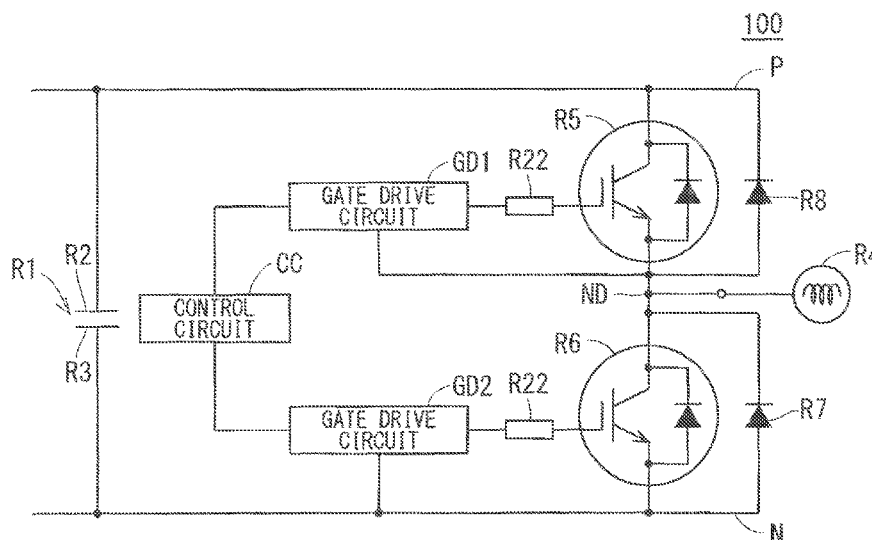 100
P
R5
GD1
R22
GATE DRIVE
CIRCUIT
R8
R1
R2
CC
R4
ND
CONTROL
CIRCUIT
R3
R6
GD2
R22
GATE DRIVE
CIRCUIT
R7
N